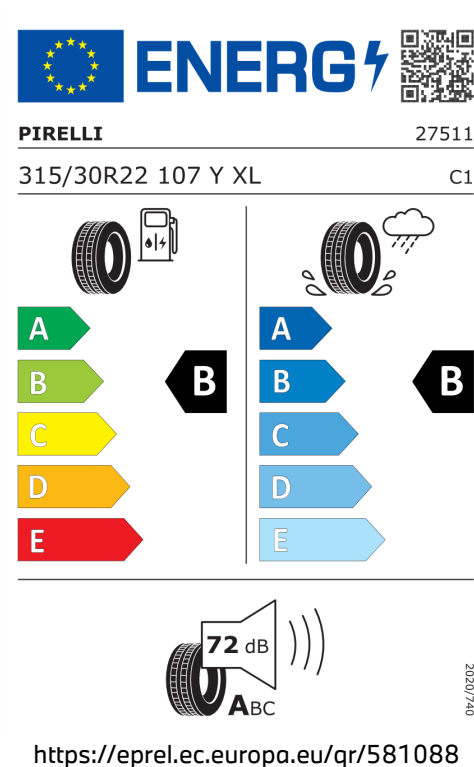 ENERG
PIRELLI 27511
315/30R22 107 Y XL C1
A A
B B B B
C C
D D
E E
72 dB
ABC
2020/740
https://eprel.ec.europa.eu/qr/581088